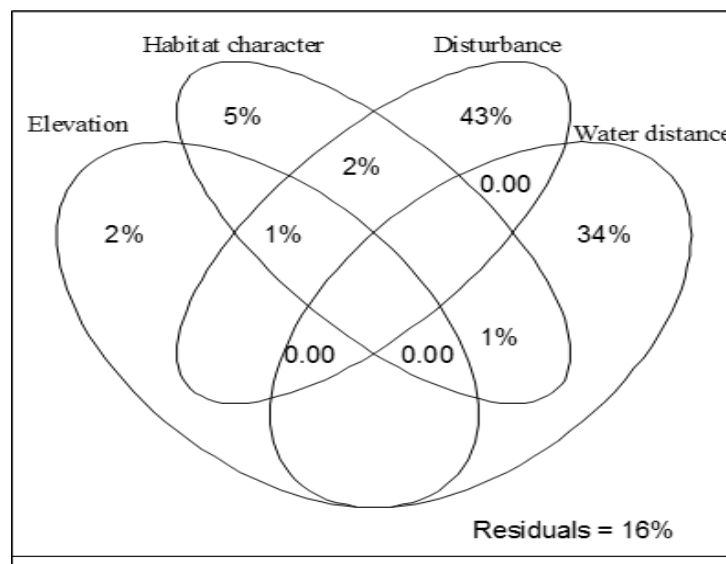 Habitat character Disturbance
5% 43%
Elevation Water distance
2% 0.00
2% 1% 34%
0.00 0.00 1%
Residuals = 16%